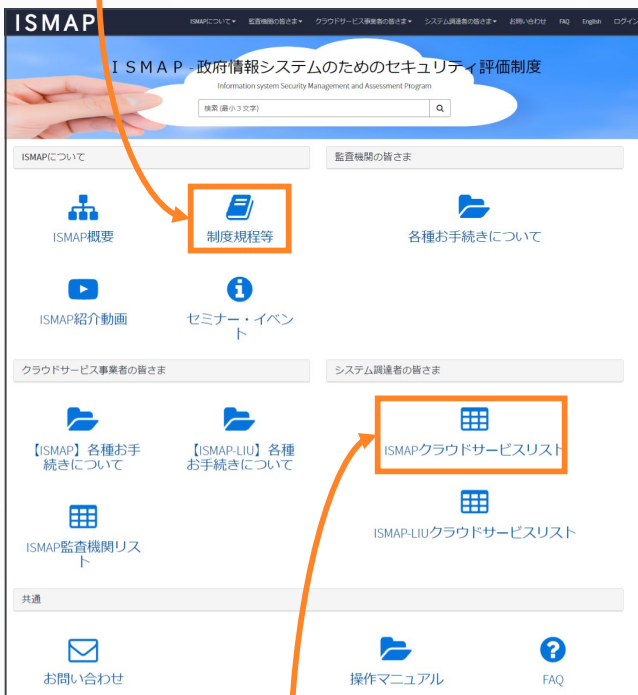 ISMAP
ISMAPについて▾ 監査機関の皆さま▾ クラウドサービス事業者の皆さま▾ システム調達者の皆さま▾ お問い合わせ FAQ English ログイン
ISMAP - 政府情報システムのためのセキュリティ評価制度
Information system Security Management and Assessment Program
検索 (最小３文字)
ISMAPについて
監査機関の皆さま
ISMAP概要
制度規程等
各種お手続きについて
ISMAP紹介動画
セミナー・イベン
ト
クラウドサービス事業者の皆さま
システム調達者の皆さま
【ISMAP】各種お手
続きについて
【ISMAP-LIU】各種
お手続きについて
ISMAPクラウドサービスリスト
ISMAP監査機関リス
ト
ISMAP-LIUクラウドサービスリスト
共通
お問い合わせ
操作マニュアル
FAQ